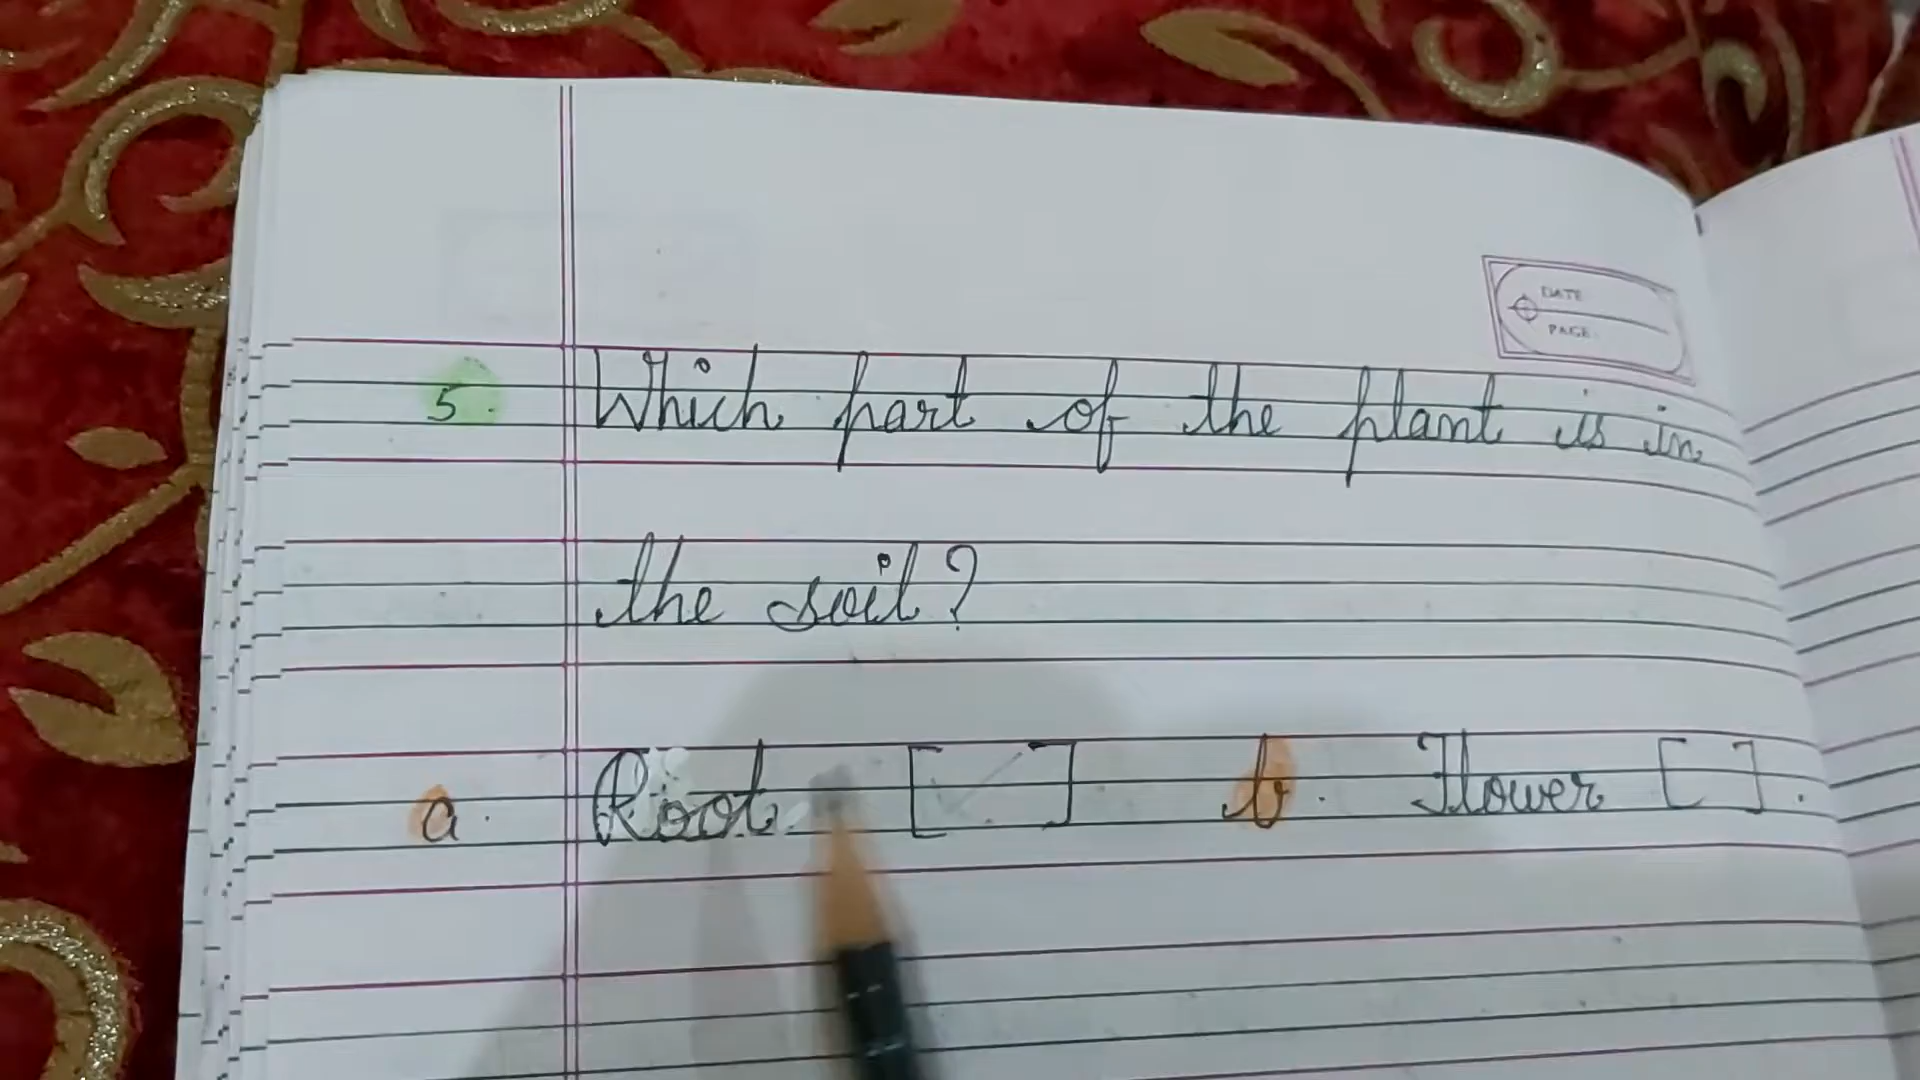 DATE
PAGE
5. Which part of the plant is in
the soil?
a. Root [✓] b. Flower [ ].